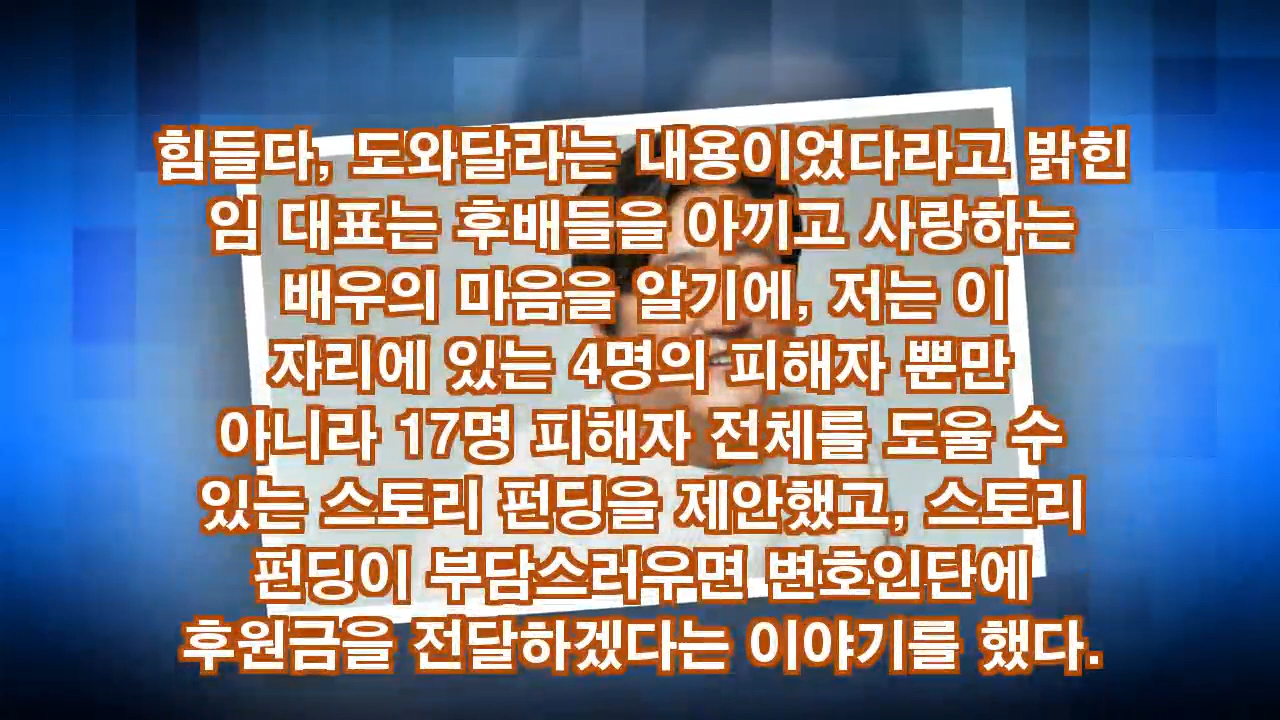 힘들다, 도와달라는 내용이었다라고 밝힌
임 대표는 후배들을 아끼고 사랑하는
배우의 마음을 알기에, 저는 이
자리에 있는 4명의 피해자 뿐만
아니라 17명 피해자 전체를 도울 수
있는 스토리 펀딩을 제안했고, 스토리
펀딩이 부담스러우면 변호인단에
후원금을 전달하겠다는 이야기를 했다.